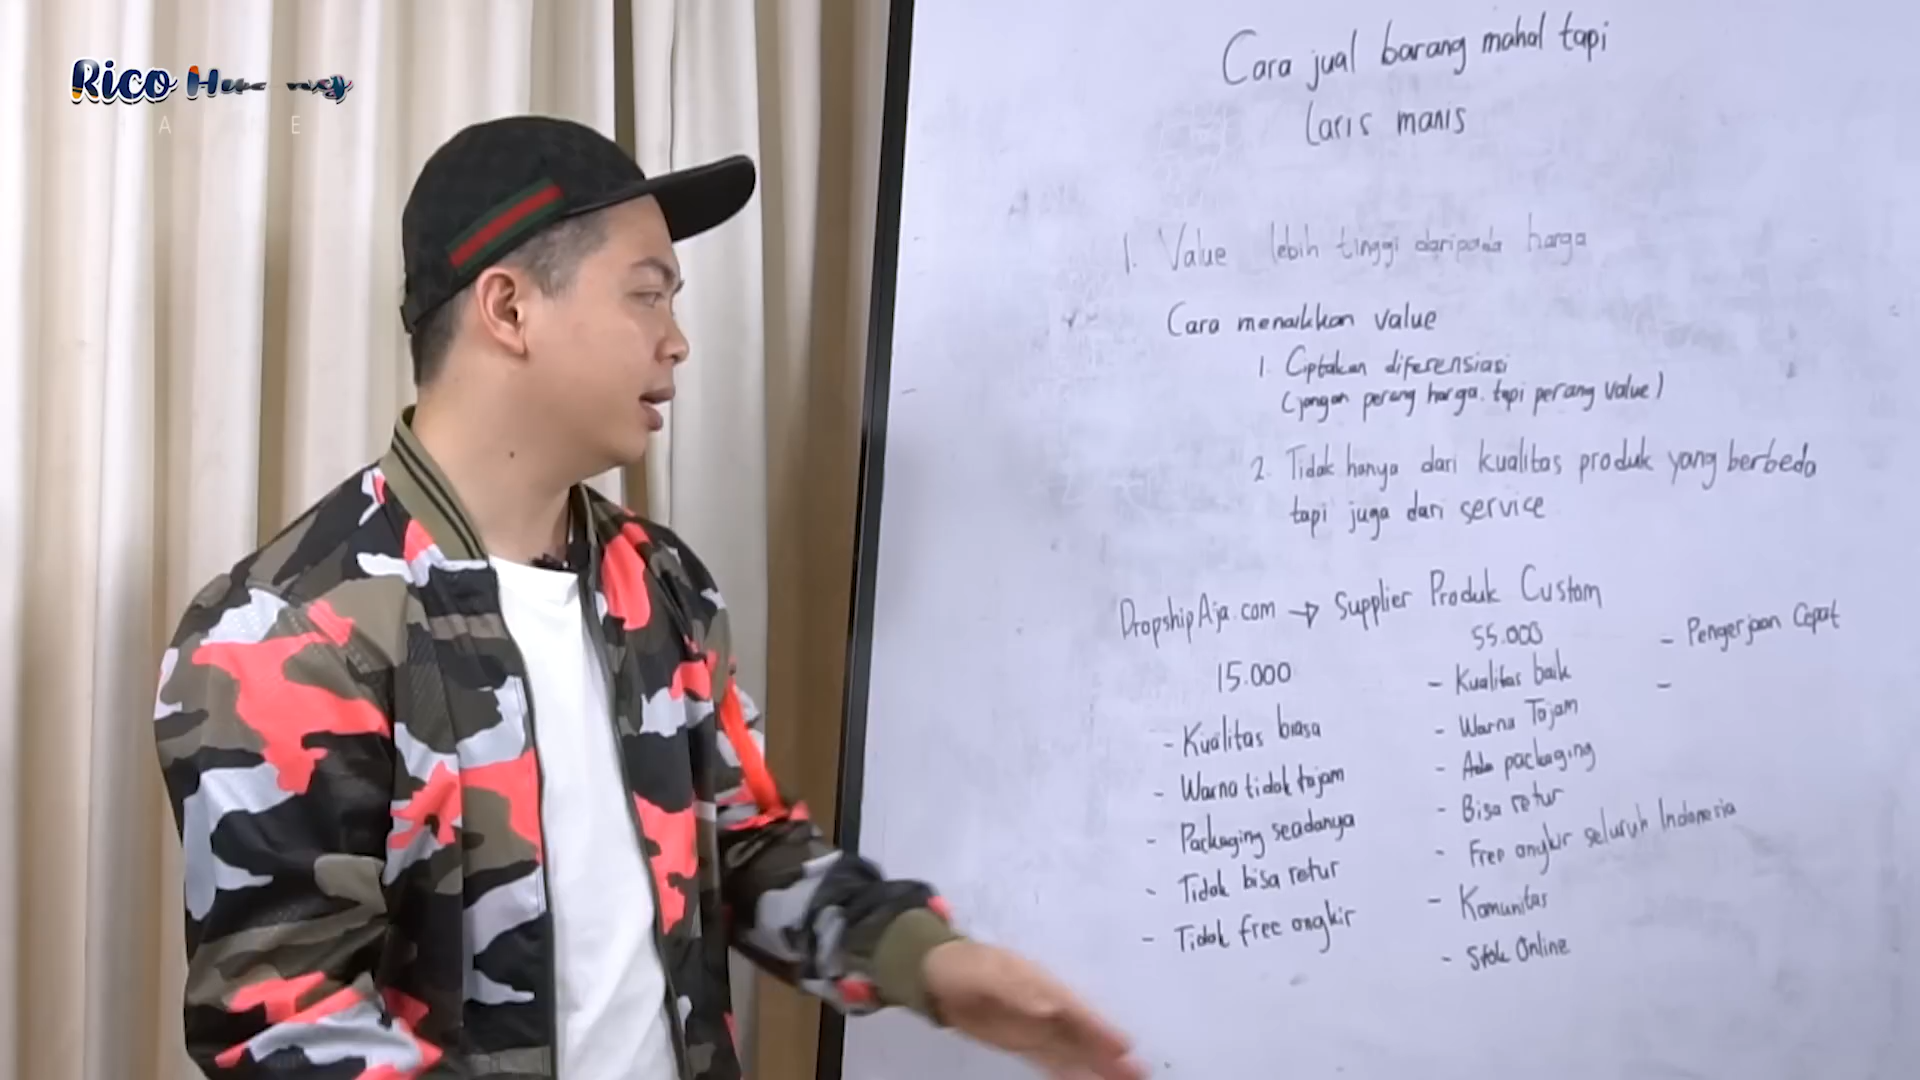 Rico
A E
Cara jual barang mahal tapi
laris manis
1. Value lebih tinggi daripada harga
Cara menaikkan value
1. Ciptakan diferensiasi
(jangan perang harga. tapi perang value)
2. Tidak hanya dari kualitas produk yang berbeda
tapi juga dari service
DropshipAja.com → Supplier Produk Custom
15.000
- Kualitas biasa
- Warna tidak tajam
- Packaging seadanya
- Tidak bisa retur
- Tidak free ongkir
55.000
- Kualitas baik
- Warna Tajam
- Ada packaging
- Bisa retur
- Free ongkir seluruh Indonesia
- Komunitas
- Stok Online
- Pengerjaan Cepat
-